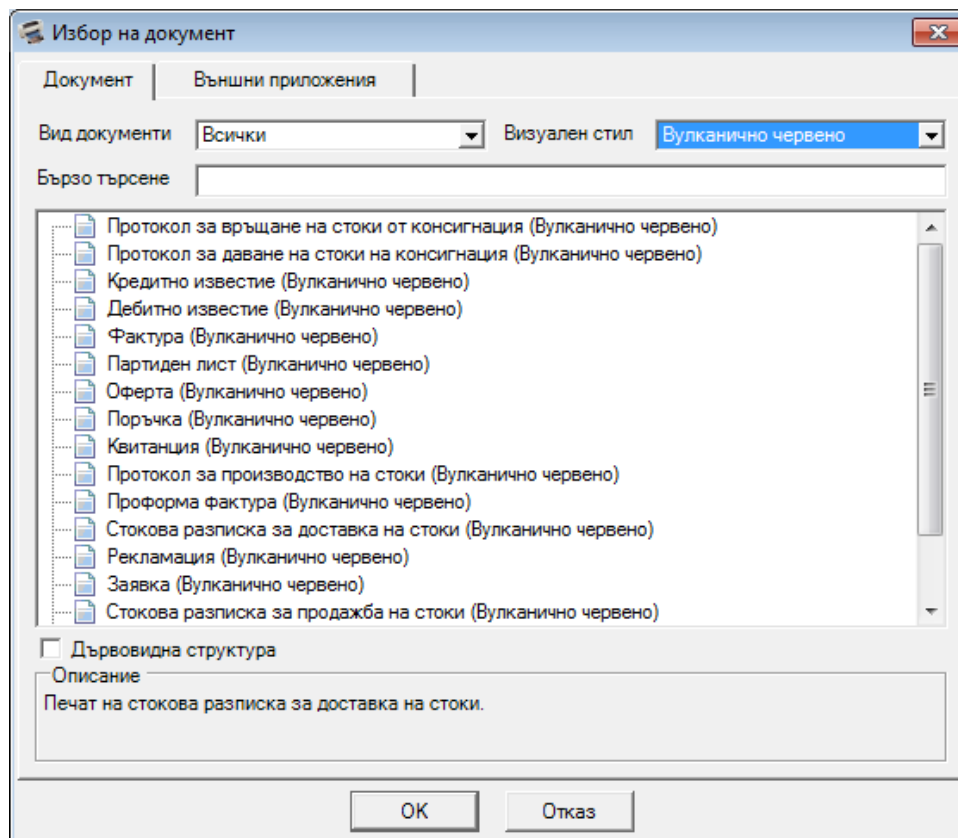 Избор на документ
Документ Външни приложения
Вид документи Всички Визуален стил Вулканично червено
Бързо търсене
Протокол за връщане на стоки от консигнация (Вулканично червено)
Протокол за даване на стоки на консигнация (Вулканично червено)
Кредитно известие (Вулканично червено)
Дебитно известие (Вулканично червено)
Фактура (Вулканично червено)
Партиден лист (Вулканично червено)
Оферта (Вулканично червено)
Поръчка (Вулканично червено)
Квитанция (Вулканично червено)
Протокол за производство на стоки (Вулканично червено)
Проформа фактура (Вулканично червено)
Стокова разписка за доставка на стоки (Вулканично червено)
Рекламация (Вулканично червено)
Заявка (Вулканично червено)
Стокова разписка за продажба на стоки (Вулканично червено)
Дървовидна структура
Описание
Печат на стокова разписка за доставка на стоки.
OK Отказ